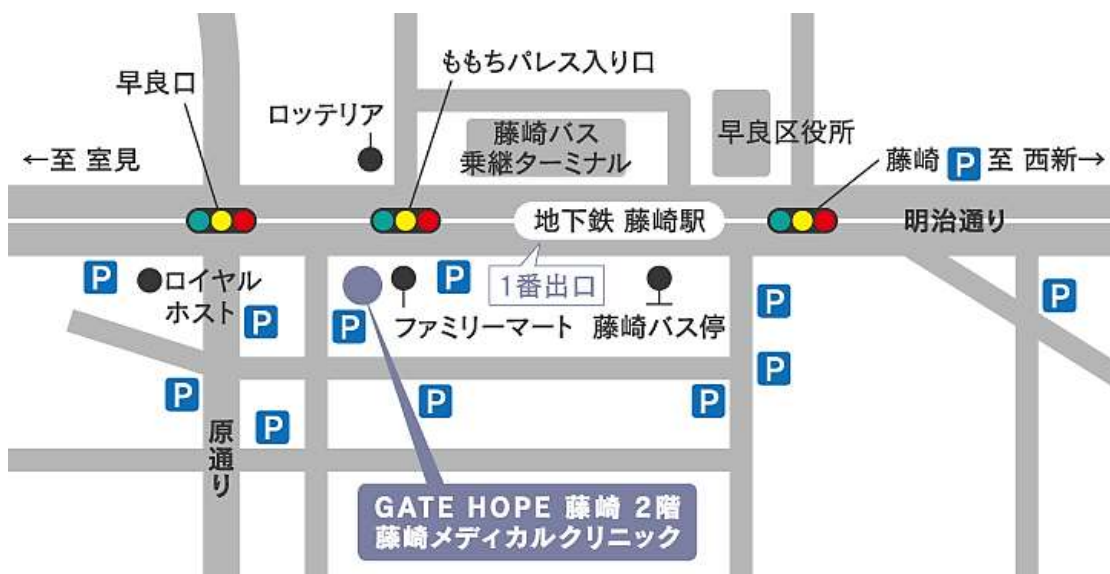 ももちパレス入り口
早良口
ロッテリア
藤崎バス
乗継ターミナル
早良区役所
←至 室見
藤崎 P 至 西新→
地下鉄 藤崎駅
明治通り
1番出口
P
ロイヤル
ホスト
P
P
ファミリーマート
P
藤崎バス停
P
P
P
P
P
P
P
原通り
P
GATE HOPE 藤崎 2階
藤崎メディカルクリニック